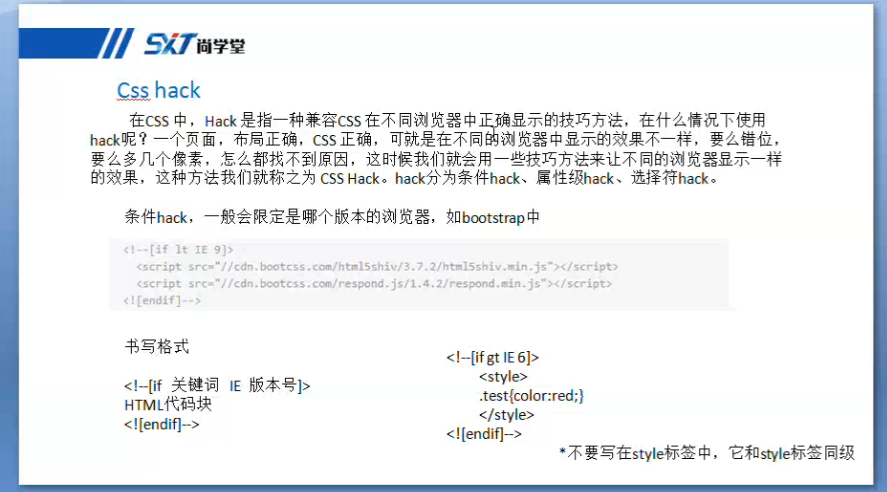 SXT尚学堂
Css hack
在CSS 中，Hack 是指一种兼容CSS 在不同浏览器中正确显示的技巧方法，在什么情况下使用
hack呢？一个页面，布局正确，CSS 正确，可就是在不同的浏览器中显示的效果不一样，要么错位，
要么多几个像素，怎么都找不到原因，这时候我们就会用一些技巧方法来让不同的浏览器显示一样
的效果，这种方法我们就称之为 CSS Hack。hack分为条件hack、属性级hack、选择符hack。
条件hack，一般会限定是哪个版本的浏览器，如bootstrap中
<!--[if lt IE 9]>
<script src="//cdn.bootcss.com/html5shiv/3.7.2/html5shiv.min.js"></script>
<script src="//cdn.bootcss.com/respond.js/1.4.2/respond.min.js"></script>
<![endif]-->
书写格式
<!--[if 关键词 IE 版本号]>
HTML代码块
<![endif]-->
<!--[if gt IE 6]>
<style>
.test{color:red;}
</style>
<![endif]-->
*不要写在style标签中，它和style标签同级